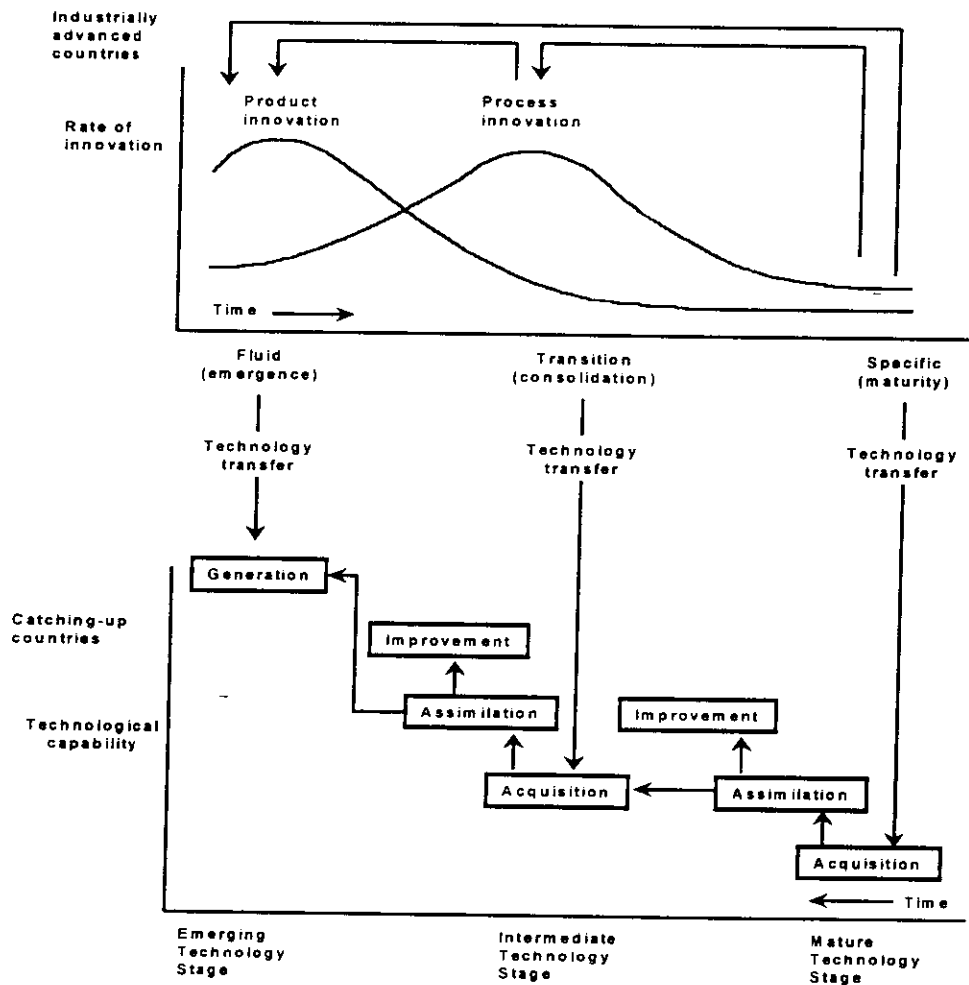 Industrially
advanced
countries
Product
innovation
Process
innovation
Rate of
innovation
Time
Fluid
(emergence)
Transition
(consolidation)
Specific
(maturity)
Technology
transfer
Technology
transfer
Technology
transfer
Generation
Catching-up
countries
Improvement
Assimilation
Improvement
Technological
capability
Acquisition
Assimilation
Acquisition
Time
Emerging
Technology
Stage
Intermediate
Technology
Stage
Mature
Technology
Stage